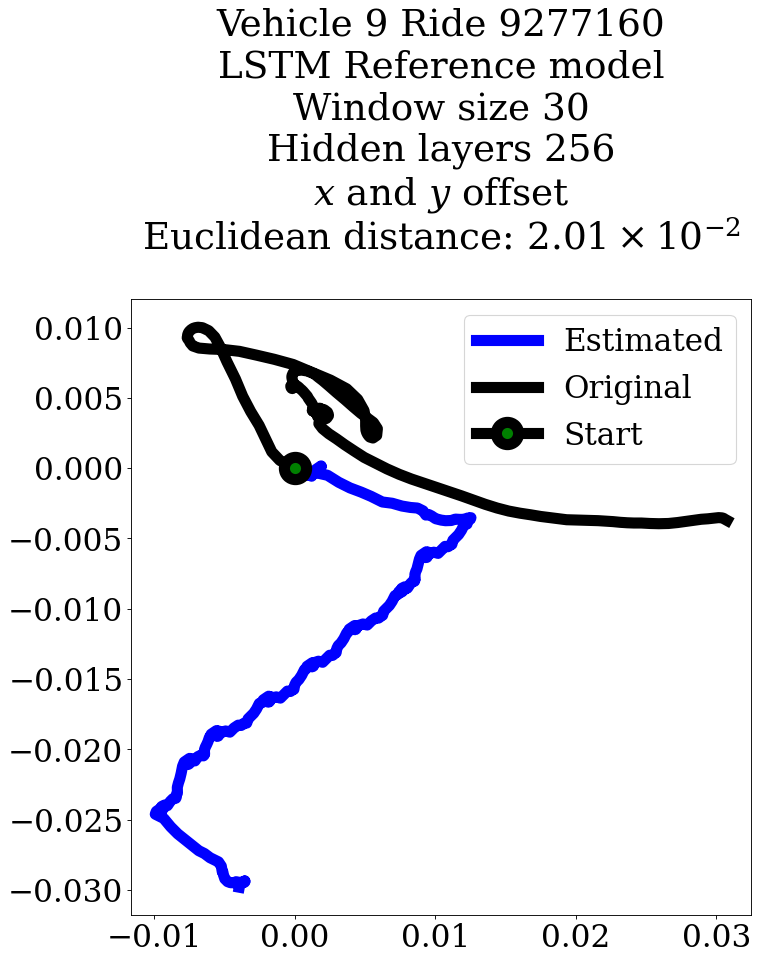 Vehicle 9 Ride 9277160
LSTM Reference model
Window size 30
Hidden layers 256
x and y offset
Euclidean distance: 2.01 × 10⁻²
Estimated
Original
Start
0.010
0.005
0.000
−0.005
−0.010
−0.015
−0.020
−0.025
−0.030
−0.01 0.00 0.01 0.02 0.03